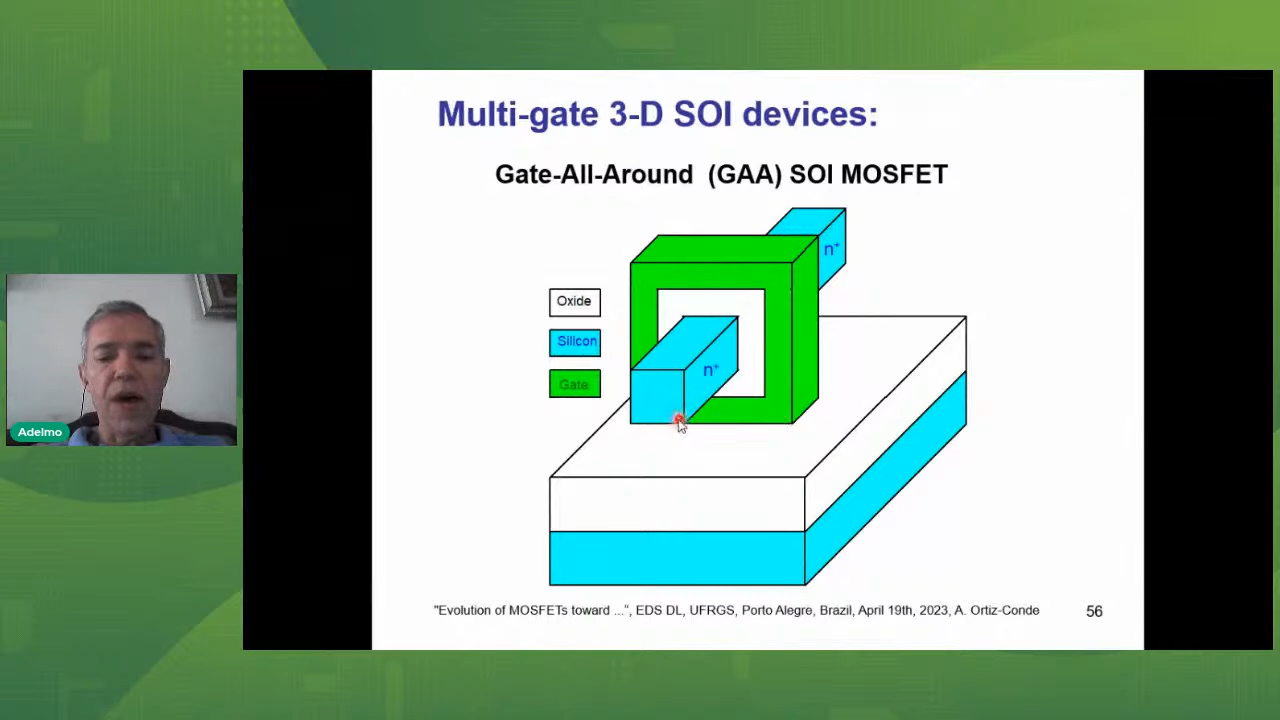 Multi-gate 3-D SOI devices:
Gate-All-Around (GAA) SOI MOSFET
n⁺
Oxide
Silicon
n⁺
Gate
Adelmo
"Evolution of MOSFETs toward ...", EDS DL, UFRGS, Porto Alegre, Brazil, April 19th, 2023, A. Ortiz-Conde
56